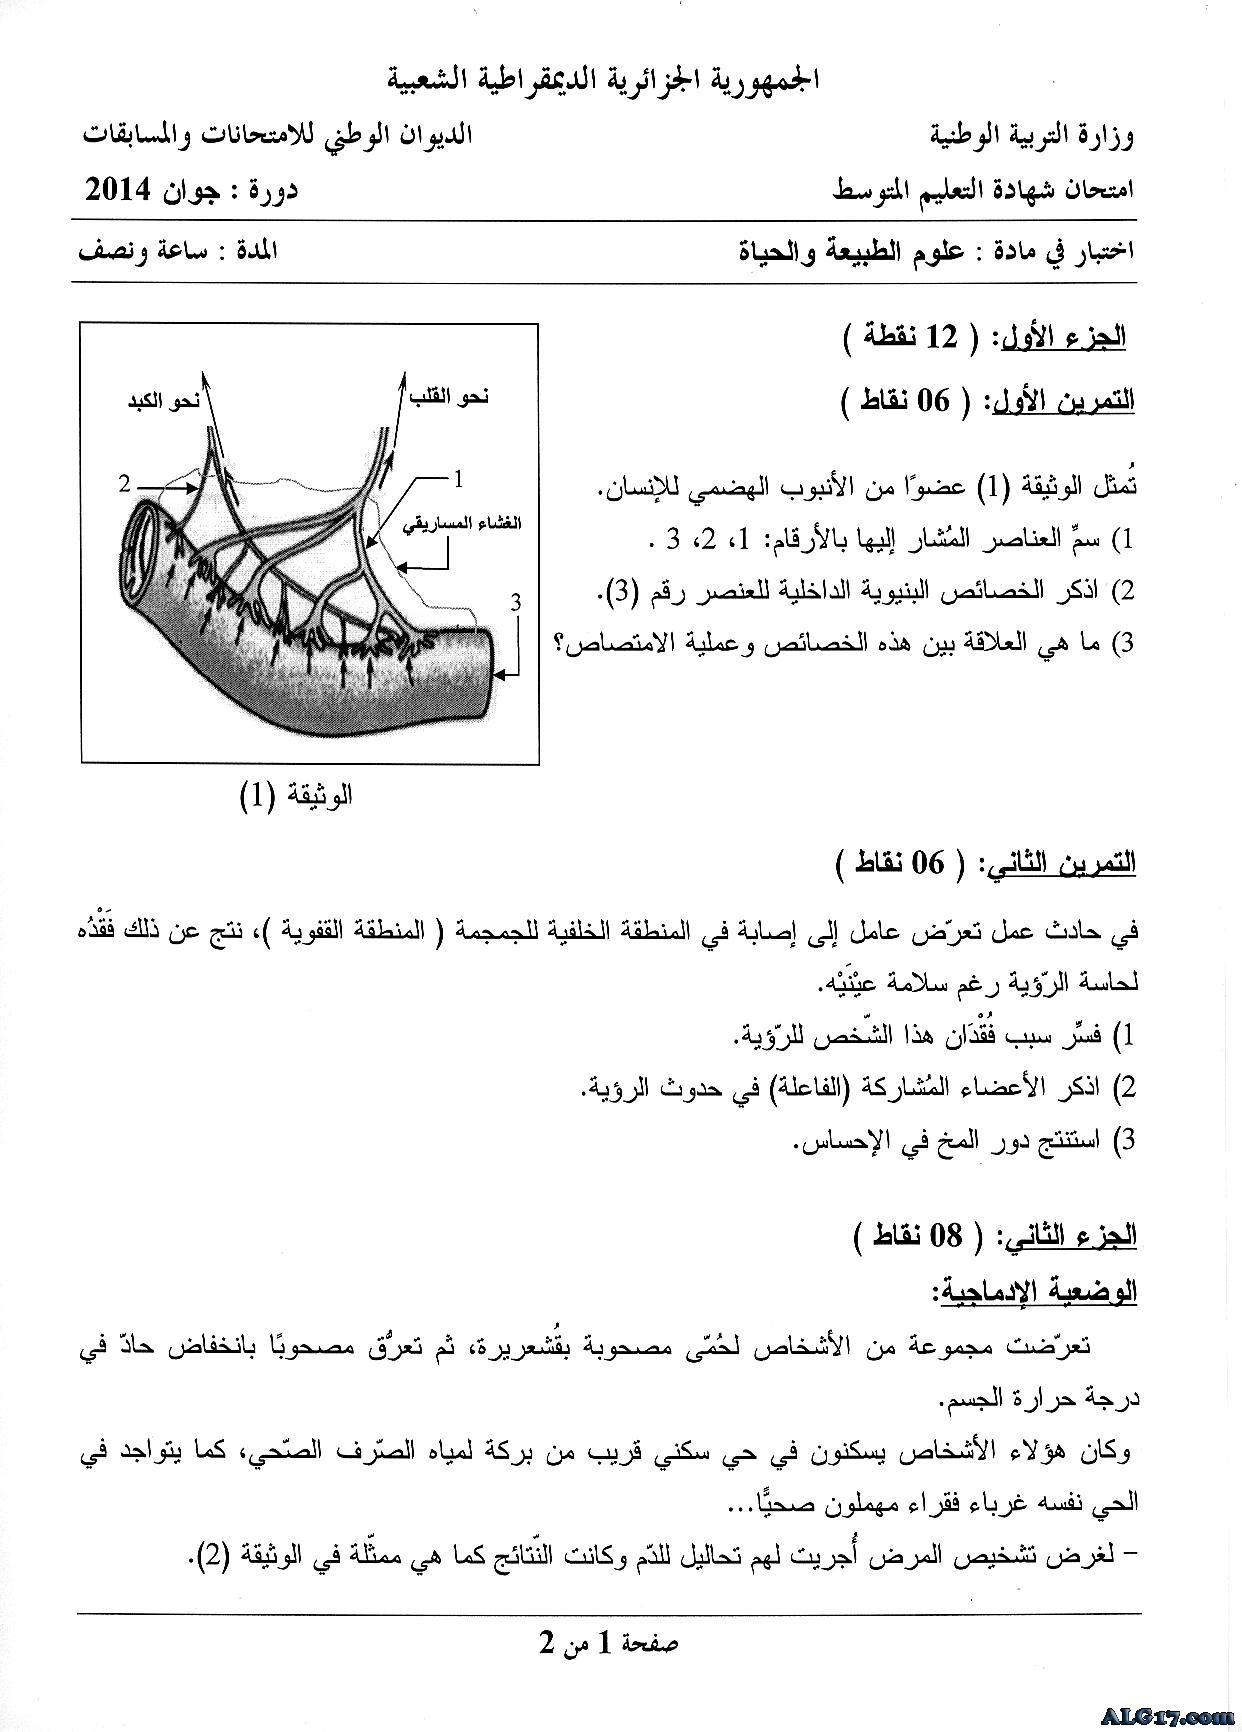 الجمهورية الجزائرية الديمقراطية الشعبية
وزارة التربية الوطنية
الديوان الوطني للامتحانات والمسابقات
امتحان شهادة التعليم المتوسط
دورة : جوان 2014
اختبار في مادة : علوم الطبيعة والحياة
المدة : ساعة ونصف
الجزء الأول: ( 12 نقطة )
التمرين الأول: ( 06 نقاط )
تُمثل الوثيقة (1) عضوًا من الأنبوب الهضمي للإنسان.
1) سمِّ العناصر المُشار إليها بالأرقام: 1، 2، 3 .
2) اذكر الخصائص البنيوية الداخلية للعنصر رقم (3).
3) ما هي العلاقة بين هذه الخصائص وعملية الامتصاص؟
نحو القلب
نحو الكبد
1
2
الغشاء المساريقي
3
الوثيقة (1)
التمرين الثاني: ( 06 نقاط )
في حادث عمل تعرّض عامل إلى إصابة في المنطقة الخلفية للجمجمة ( المنطقة القفوية )، نتج عن ذلك فَقْدُه
لحاسة الرّؤية رغم سلامة عيْنَيْه.
1) فسِّر سبب فُقْدَان هذا الشّخص للرّؤية.
2) اذكر الأعضاء المُشاركة (الفاعلة) في حدوث الرؤية.
3) استنتج دور المخ في الإحساس.
الجزء الثاني: ( 08 نقاط )
الوضعية الإدماجية:
تعرّضت مجموعة من الأشخاص لحُمّى مصحوبة بقُشعريرة، ثم تعرُّق مصحوبًا بانخفاض حادّ في
درجة حرارة الجسم.
وكان هؤلاء الأشخاص يسكنون في حي سكني قريب من بركة لمياه الصّرف الصّحي، كما يتواجد في
الحي نفسه غرباء فقراء مهملون صحيًّا...
– لغرض تشخيص المرض أُجريت لهم تحاليل للدّم وكانت النّتائج كما هي ممثّلة في الوثيقة (2).
صفحة 1 من 2
ALG17.com